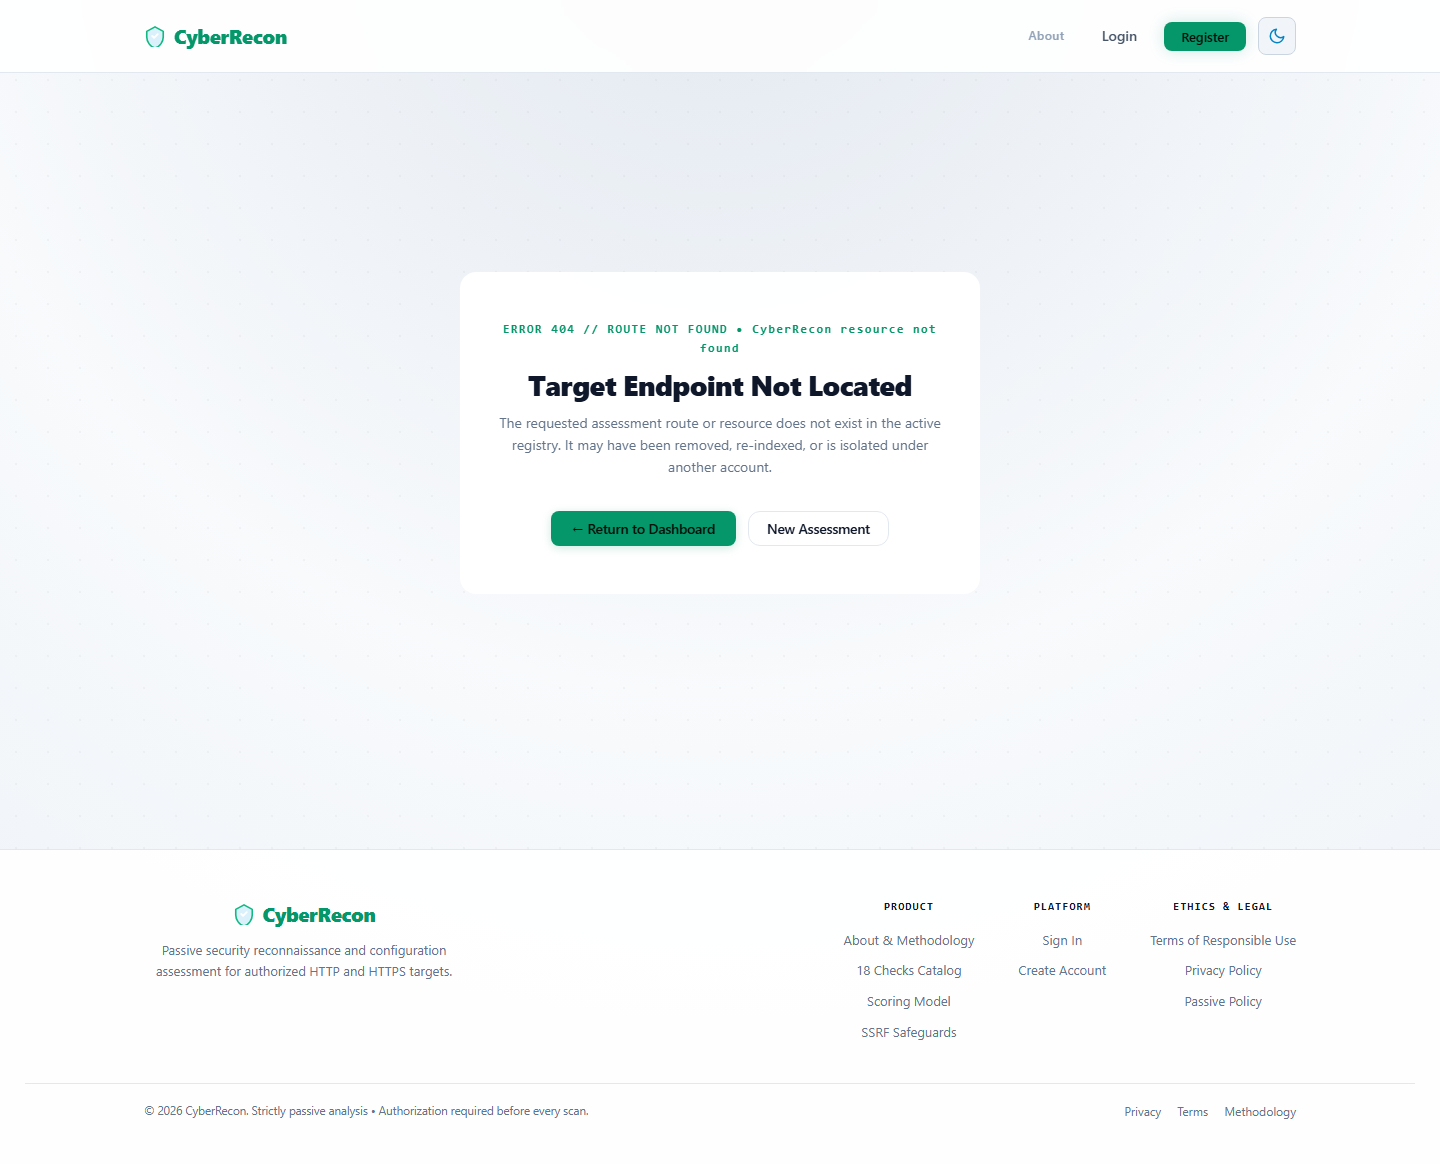 CyberRecon
About
Login
Register
ERROR 404 // ROUTE NOT FOUND • CyberRecon resource not
found
Target Endpoint Not Located
The requested assessment route or resource does not exist in the active
registry. It may have been removed, re-indexed, or is isolated under
another account.
← Return to Dashboard
New Assessment
CyberRecon
Passive security reconnaissance and configuration
assessment for authorized HTTP and HTTPS targets.
PRODUCT
About & Methodology
18 Checks Catalog
Scoring Model
SSRF Safeguards
PLATFORM
Sign In
Create Account
ETHICS & LEGAL
Terms of Responsible Use
Privacy Policy
Passive Policy
© 2026 CyberRecon. Strictly passive analysis • Authorization required before every scan.
Privacy
Terms
Methodology